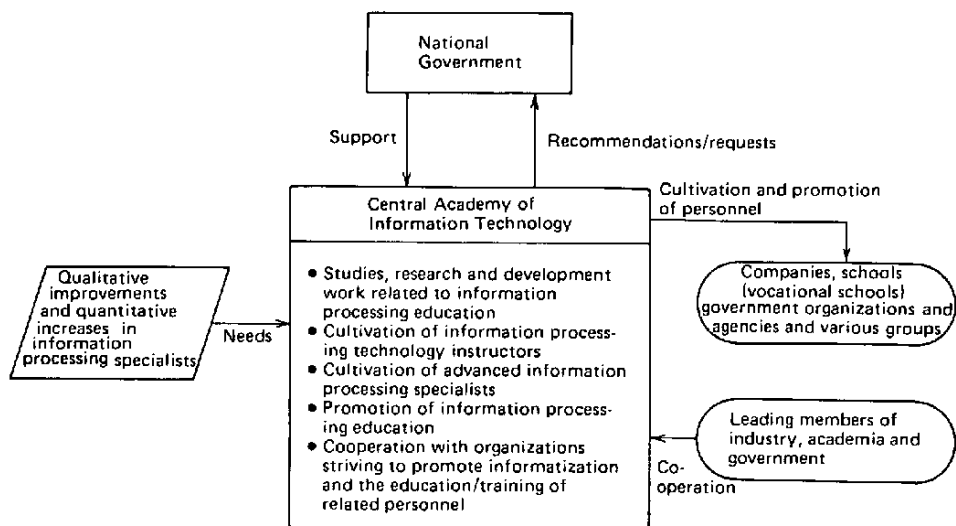 National
Government
Support
Recommendations/requests
Central Academy of
Information Technology
Cultivation and promotion
of personnel
Qualitative
improvements
and quantitative
increases in
information
processing specialists
Needs
● Studies, research and development
work related to information
processing education
● Cultivation of information process-
ing technology instructors
● Cultivation of advanced information
processing specialists
● Promotion of information process-
ing education
● Cooperation with organizations
striving to promote informatization
and the education/training of
related personnel
Companies, schools
(vocational schools)
government organizations and
agencies and various groups
Leading members of
industry, academia and
government
Co-
operation